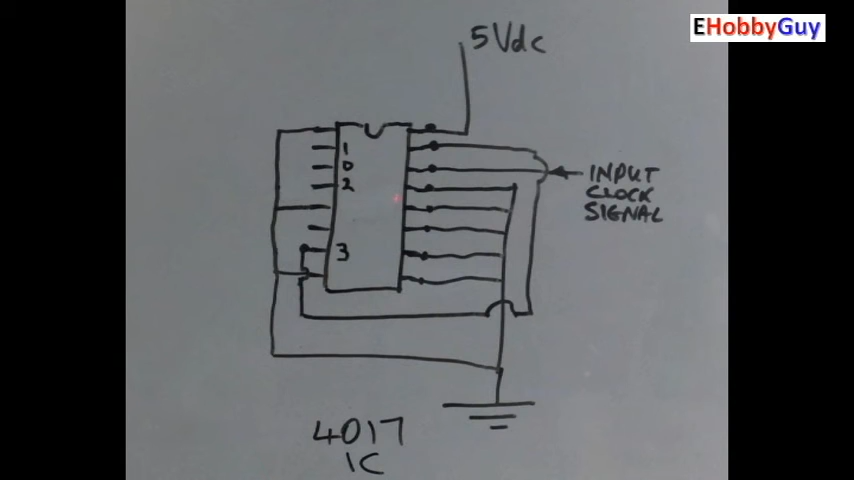 EHobbyGuy
5Vdc
1
0
2
3
INPUT
CLOCK
SIGNAL
4017
IC